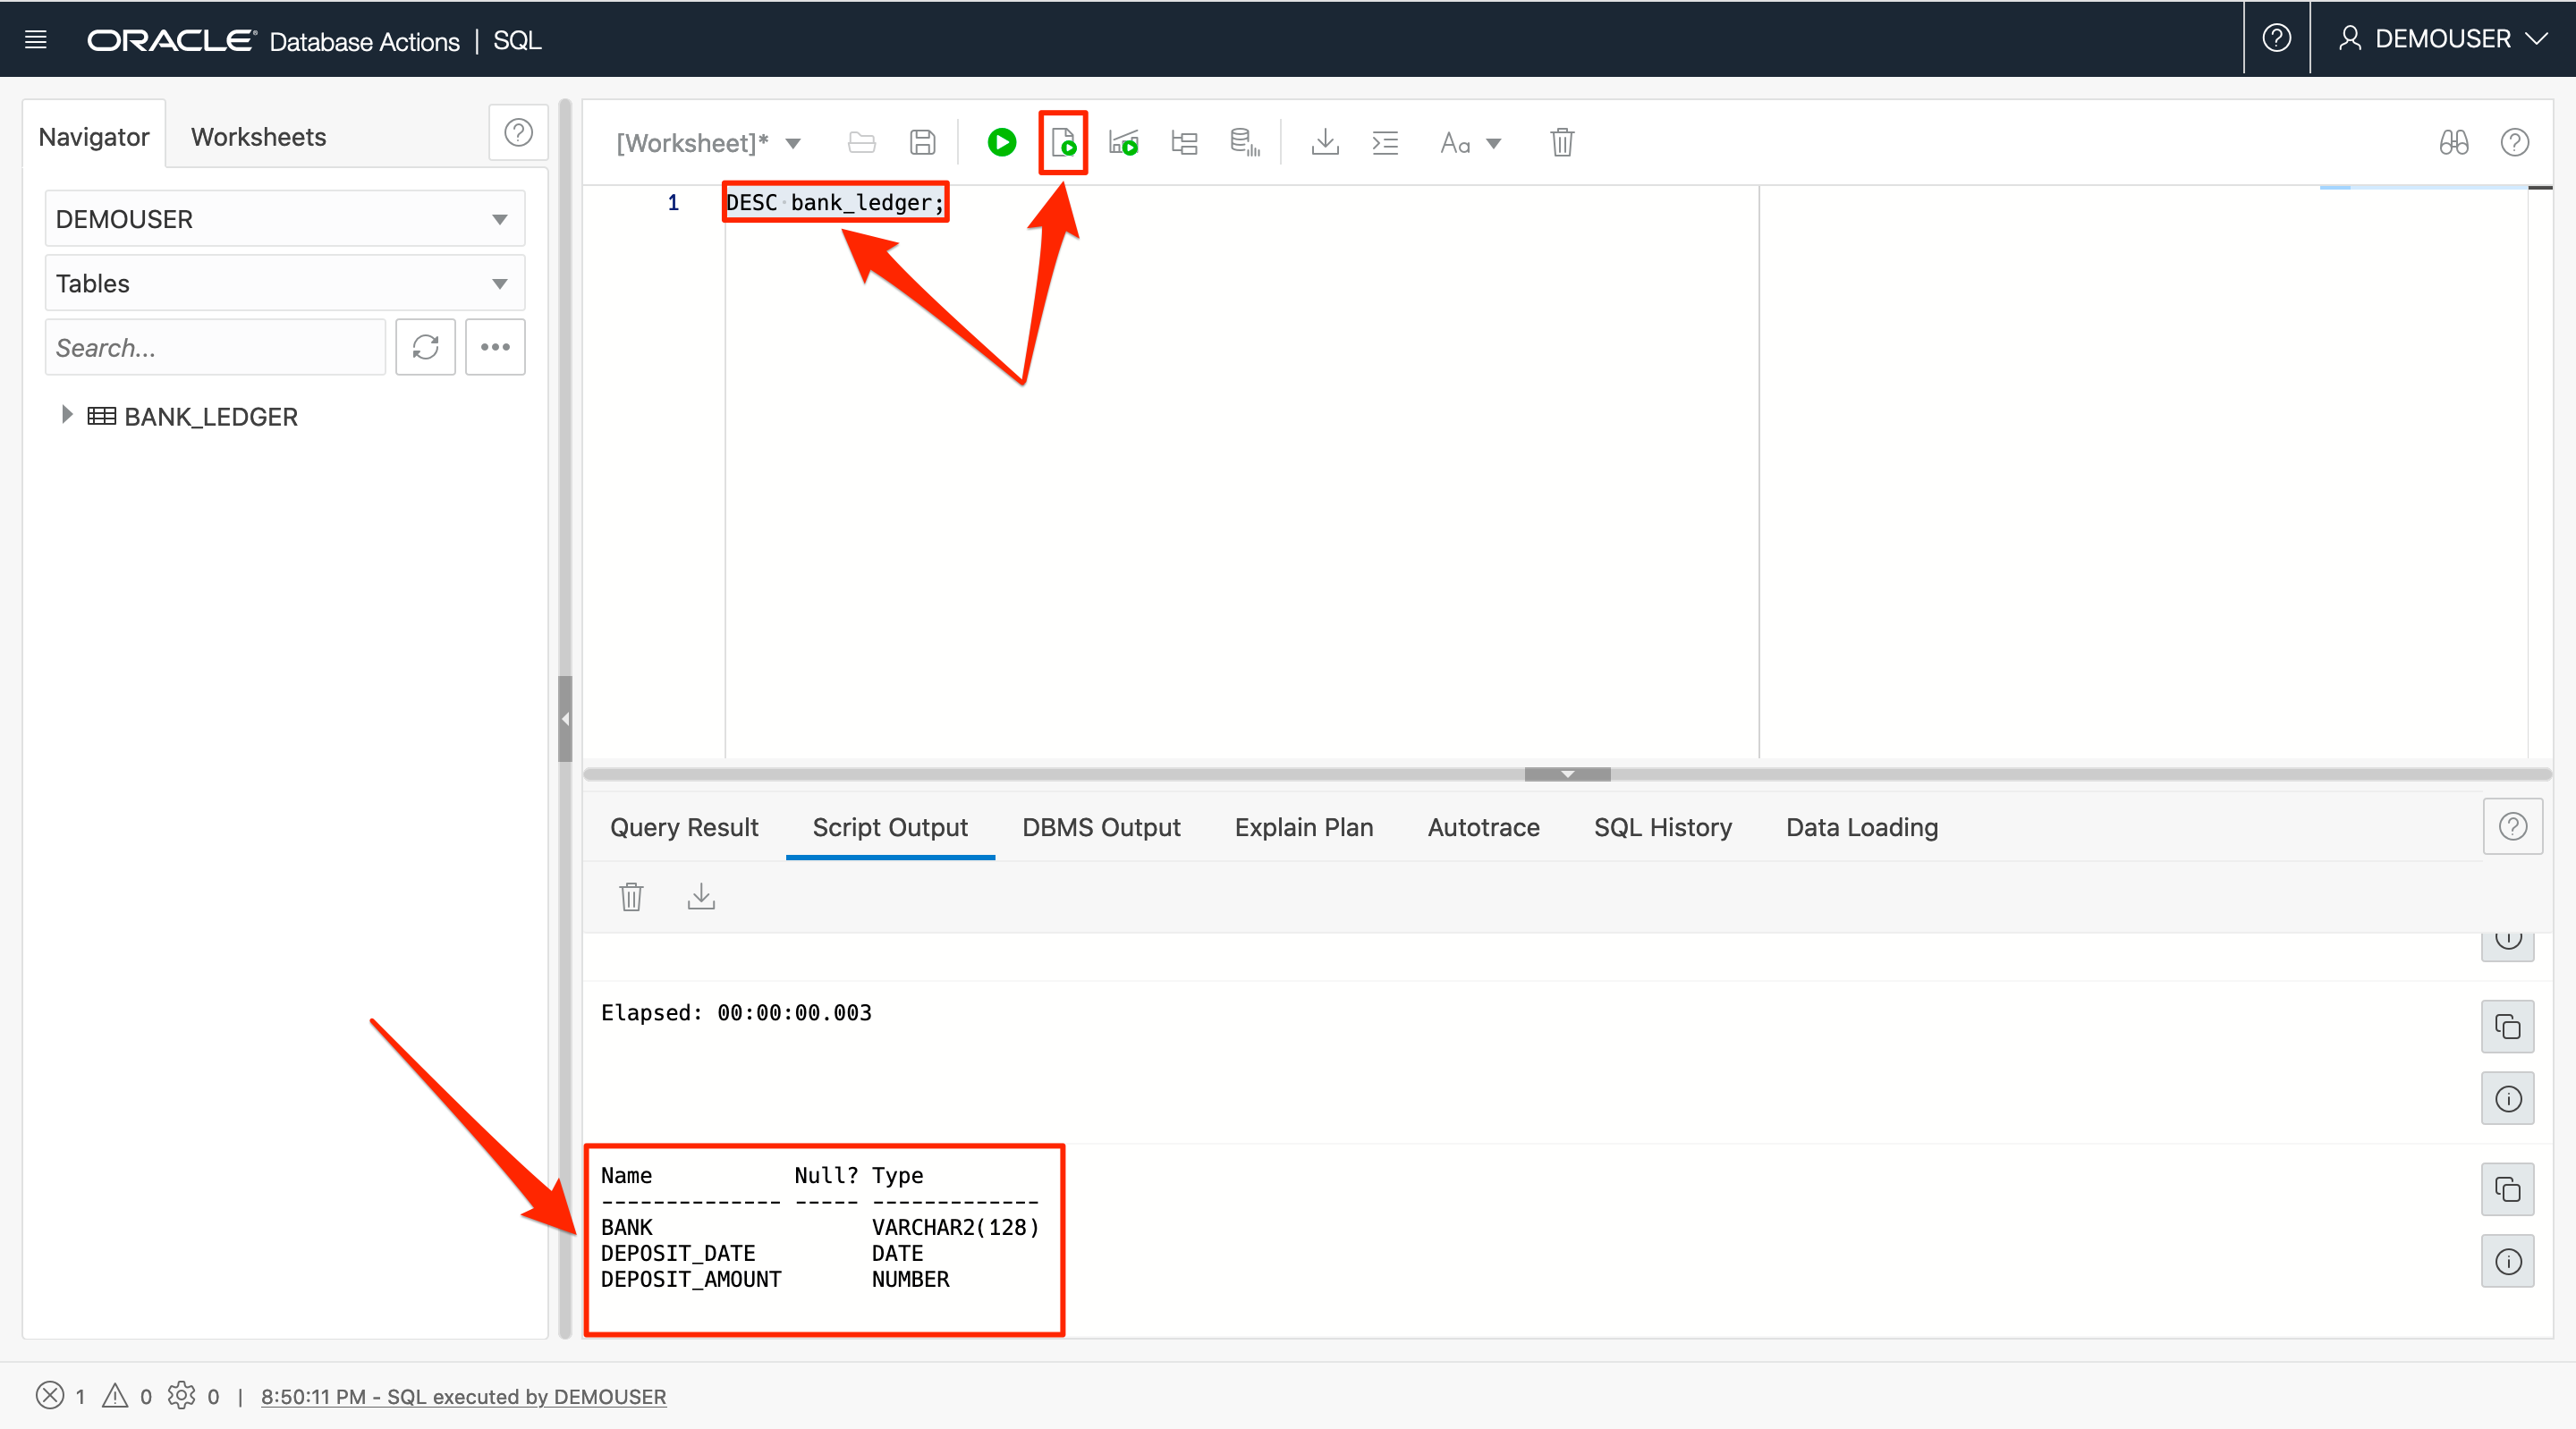 ORACLE Database Actions | SQL
DEMOUSER
Navigator
Worksheets
[Worksheet]*
Aa
DEMOUSER
Tables
Search...
BANK_LEDGER
1 DESC bank_ledger;
Query Result Script Output DBMS Output Explain Plan Autotrace SQL History Data Loading
Elapsed: 00:00:00.003
Name Null? Type
-------------- ----- -------------
BANK VARCHAR2(128)
DEPOSIT_DATE DATE
DEPOSIT_AMOUNT NUMBER
1 0 0 | 8:50:11 PM - SQL executed by DEMOUSER